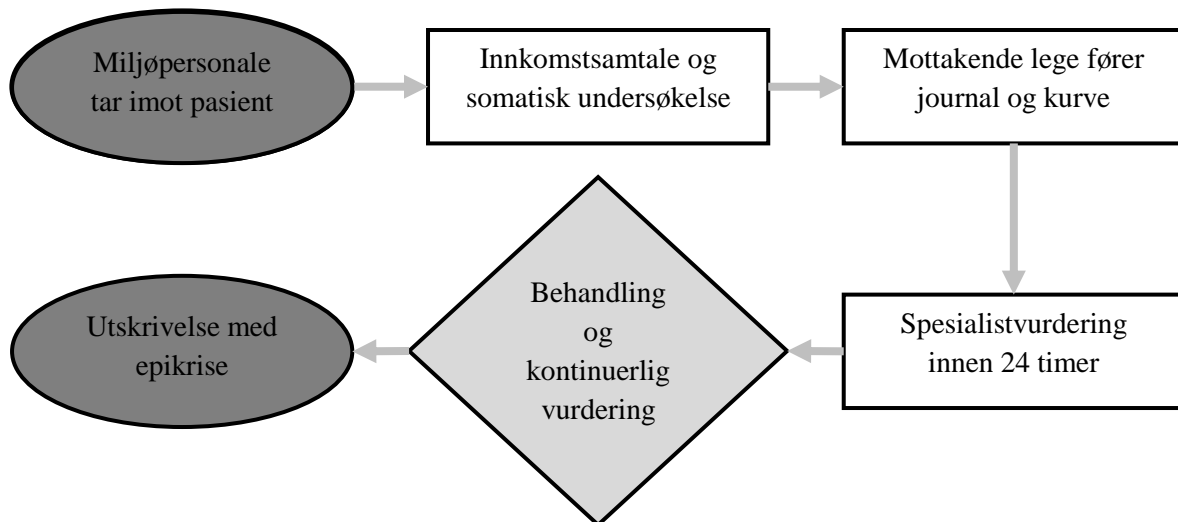 Miljøpersonale
tar imot pasient
Innkomstsamtale og
somatisk undersøkelse
Mottakende lege fører
journal og kurve
Spesialistvurdering
innen 24 timer
Behandling
og
kontinuerlig
vurdering
Utskrivelse med
epikrise